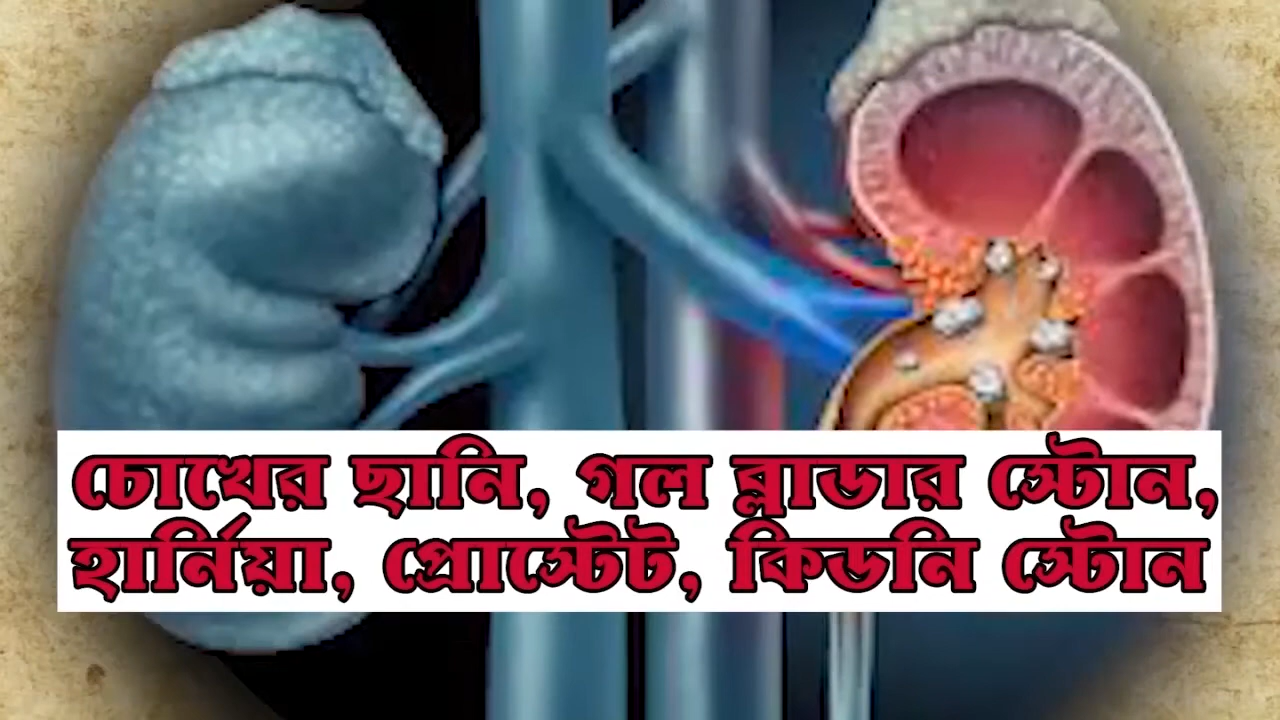 চোখের ছানি, গল ব্লাডার স্টোন,
হার্নিয়া, প্রোস্টেট, কিডনি স্টোন